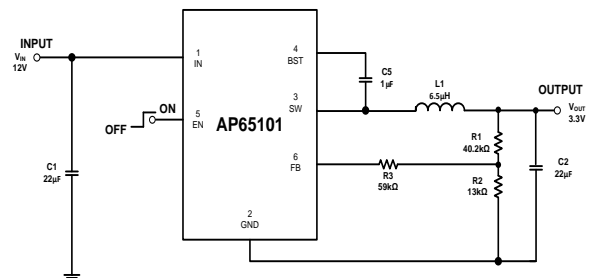 INPUT
VIN
12V
C1
22µF
OFF
ON
1
IN
5
EN
AP65101
4
BST
3
SW
6
FB
2
GND
C5
1µF
L1
6.5µH
R3
59kΩ
R1
40.2kΩ
R2
13kΩ
C2
22µF
OUTPUT
VOUT
3.3V